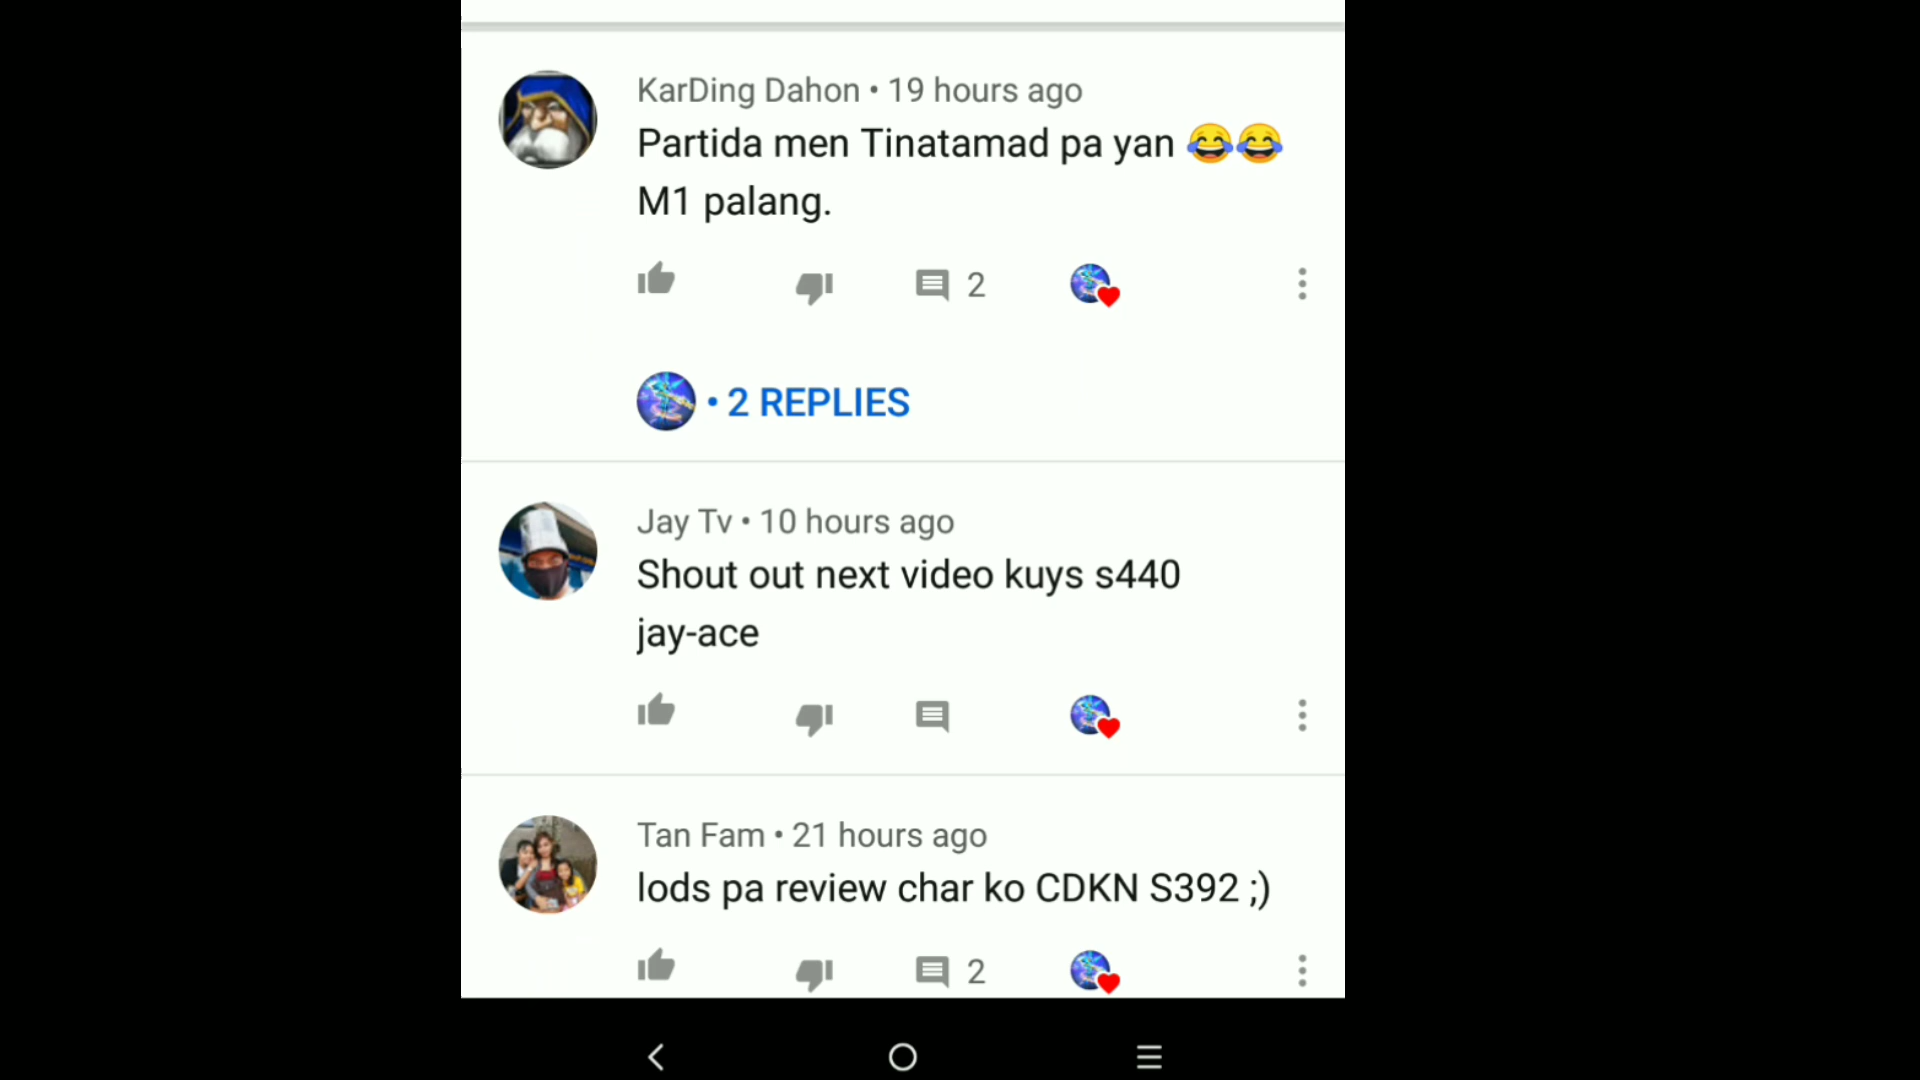 KarDing Dahon • 19 hours ago
Partida men Tinatamad pa yan 😂😂
M1 palang.
2
• 2 REPLIES
Jay Tv • 10 hours ago
Shout out next video kuys s440
jay-ace
Tan Fam • 21 hours ago
lods pa review char ko CDKN S392 ;)
2